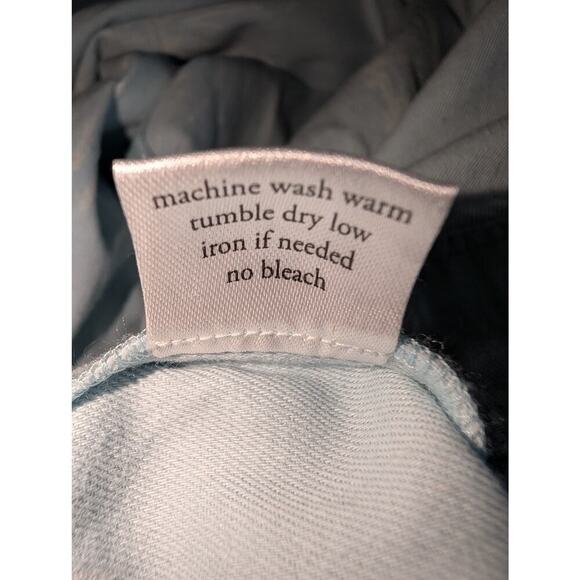 machine wash warm
tumble dry low
iron if needed
no bleach